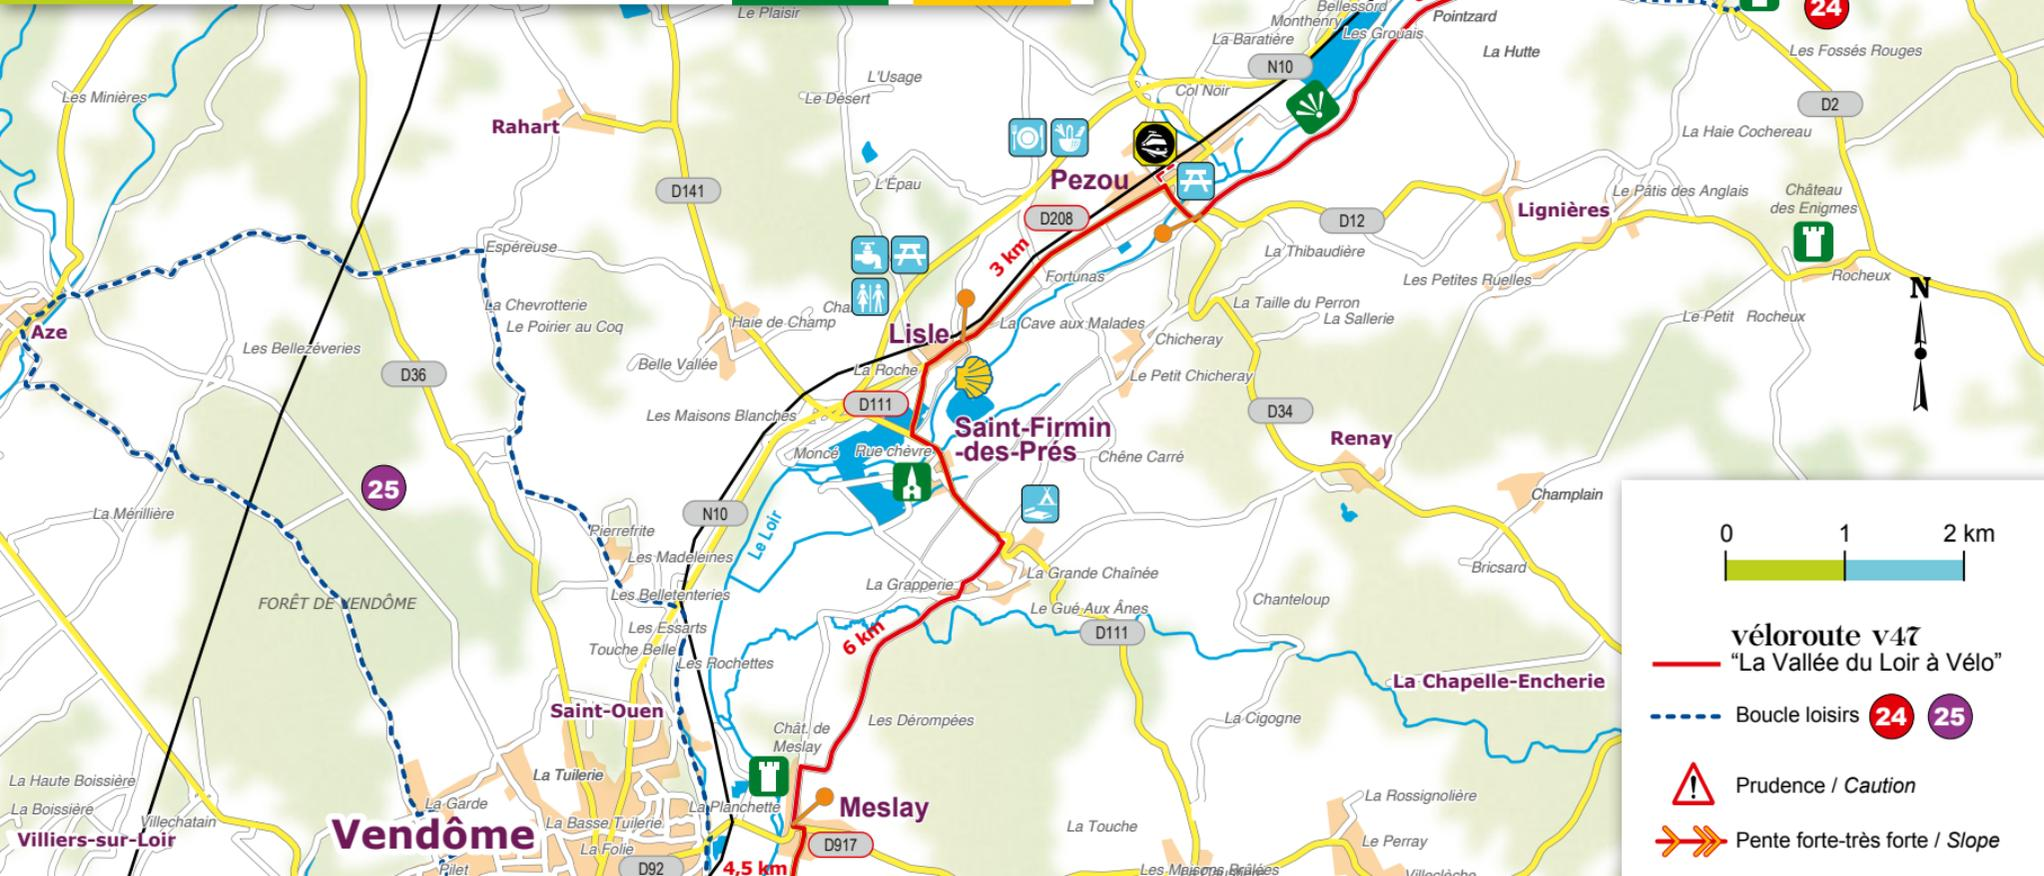 Le Plaisir
Bellessord
Monthenry
Pointzard
24
La Baratière
Les Grouais
La Hutte
Les Fossés Rouges
N10
L'Usage
Les Minières
Le Désert
Col Noir
D2
Rahart
La Haie Cochereau
Pezou
L'Épau
D141
Le Pâtis des Anglais
Château
des Enigmes
D208
D12
Lignières
Espéreuse
3 km
La Thibaudière
Fortunas
Les Petites Ruelles
Rocheux
N
La Chevrotterie
Cha
La Taille du Perron
Aze
Le Poirier au Coq
Haie de Champ
Lisle
La Cave aux Malades
La Sallerie
Le Petit Rocheux
Les Bellezéveries
Chicheray
Belle Vallée
La Roche
D36
Le Petit Chicheray
D111
Les Maisons Blanches
D34
Saint-Firmin
-des-Prés
Renay
Moncé
Rue chèvre
Chêne Carré
25
Champlain
La Mérillière
N10
Le Loir
Pierrefrite
Les Madeleines
La Grande Chaînée
Bricsard
La Grapperie
Les Belletenteries
FORÊT DE VENDÔME
Le Gué Aux Ânes
Chanteloup
Les Essarts
6 km
D111
Touche Belle
Les Rochettes
La Chapelle-Encherie
Saint-Ouen
Les Dérompées
La Cigogne
Chât. de
Meslay
La Tuilerie
La Haute Boissière
La Garde
La Planchette
Meslay
La Rossignolière
La Boissière
Villechatain
La Basse Tuilerie
La Touche
Villiers-sur-Loir
Vendôme
D917
Le Perray
La Folie
Pilet
D92
4,5 km
Les Maisons Brûlées
Villeclèche
0 1 2 km
véloroute v47
“La Vallée du Loir à Vélo”
Boucle loisirs 24 25
Prudence / Caution
Pente forte-très forte / Slope